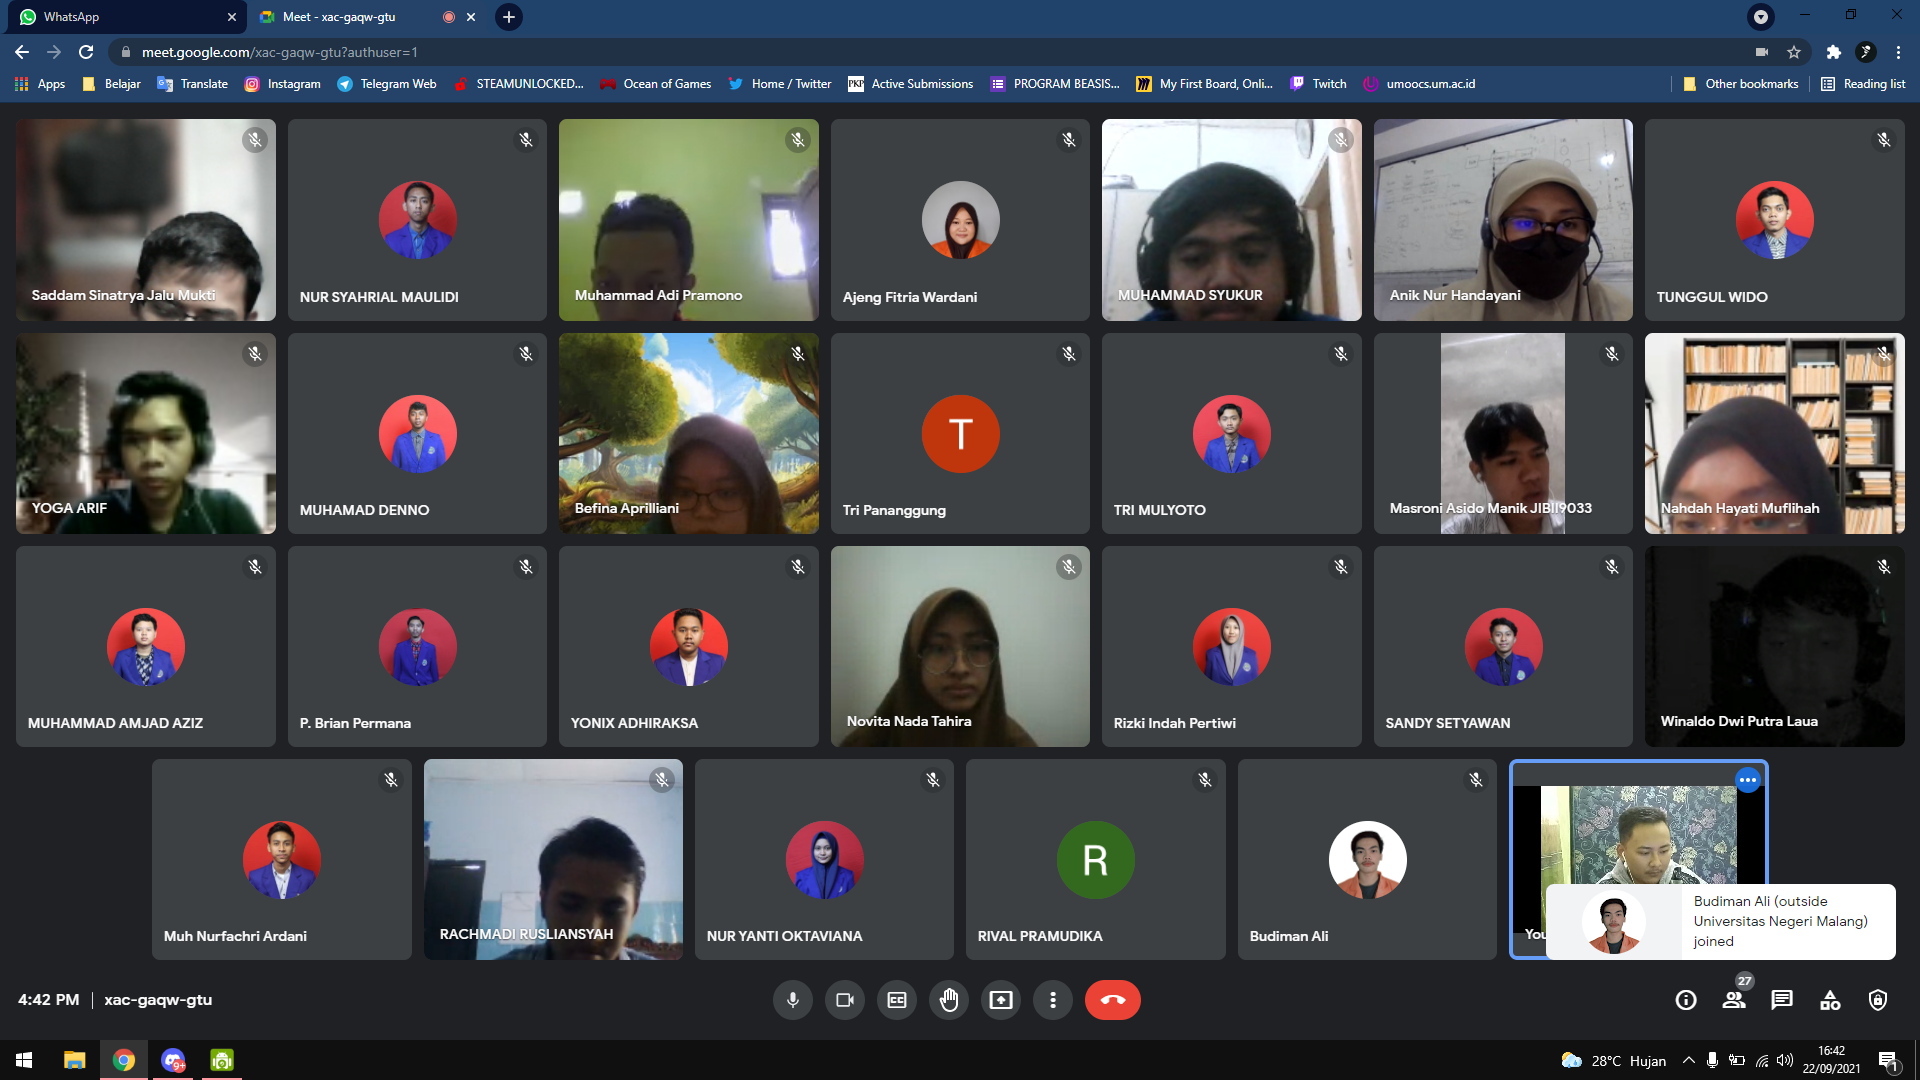 WhatsApp
Meet - xac-gaqw-gtu
meet.google.com/xac-gaqw-gtu?authuser=1
Apps
Belajar
Translate
Instagram
Telegram Web
STEAMUNLOCKED...
Ocean of Games
Home / Twitter
PKP
Active Submissions
PROGRAM BEASIS...
My First Board, Onli...
Twitch
umoocs.um.ac.id
Other bookmarks
Reading list
Saddam Sinatrya Jalu Mukti
NUR SYAHRIAL MAULIDI
Muhammad Adi Pramono
Ajeng Fitria Wardani
MUHAMMAD SYUKUR
Anik Nur Handayani
TUNGGUL WIDO
YOGA ARIF
MUHAMAD DENNO
Befina Aprilliani
T
Tri Pananggung
TRI MULYOTO
Masroni Asido Manik JIBII9033
Nahdah Hayati Muflihah
MUHAMMAD AMJAD AZIZ
P. Brian Permana
YONIX ADHIRAKSA
Novita Nada Tahira
Rizki Indah Pertiwi
SANDY SETYAWAN
Winaldo Dwi Putra Laua
Muh Nurfachri Ardani
RACHMADI RUSLIANSYAH
NUR YANTI OKTAVIANA
R
RIVAL PRAMUDIKA
Budiman Ali
You
Budiman Ali (outside
Universitas Negeri Malang)
joined
4:42 PM | xac-gaqw-gtu
CC
27
9+
28°C Hujan
16:42
22/09/2021
1